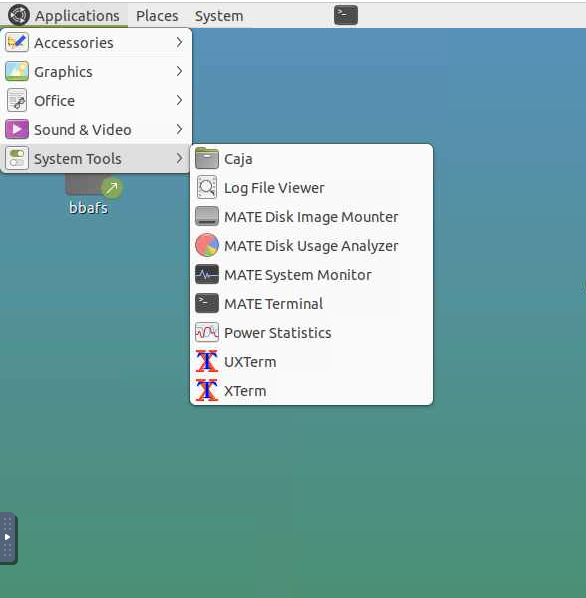 Applications Places System
Accessories
Graphics
Office
Sound & Video
System Tools
bbafs
Caja
Log File Viewer
MATE Disk Image Mounter
MATE Disk Usage Analyzer
MATE System Monitor
MATE Terminal
Power Statistics
UXTerm
XTerm